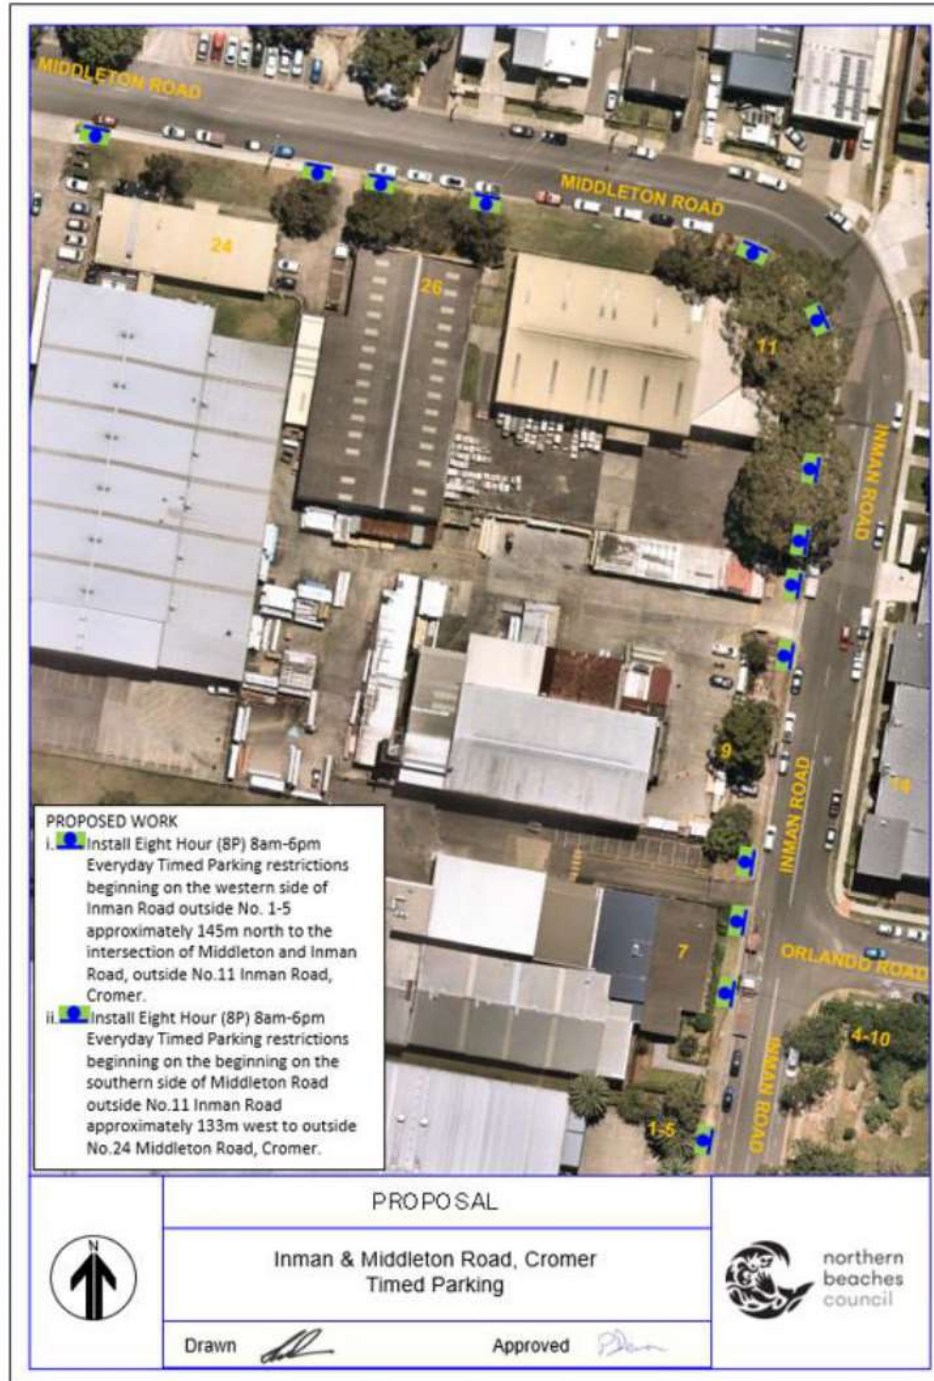 MIDDLETON ROAD
MIDDLETON ROAD
24
26
11
INMAN ROAD
9
INMAN ROAD
14
7
ORLANDO ROAD
4-10
INMAN ROAD
1-5
PROPOSED WORK
i. Install Eight Hour (8P) 8am-6pm
Everyday Timed Parking restrictions
beginning on the western side of
Inman Road outside No. 1-5
approximately 145m north to the
intersection of Middleton and Inman
Road, outside No.11 Inman Road,
Cromer.
ii. Install Eight Hour (8P) 8am-6pm
Everyday Timed Parking restrictions
beginning on the beginning on the
southern side of Middleton Road
outside No.11 Inman Road
approximately 133m west to outside
No.24 Middleton Road, Cromer.
N
PROPOSAL
Inman & Middleton Road, Cromer
Timed Parking
Drawn
Approved
northern
beaches
council